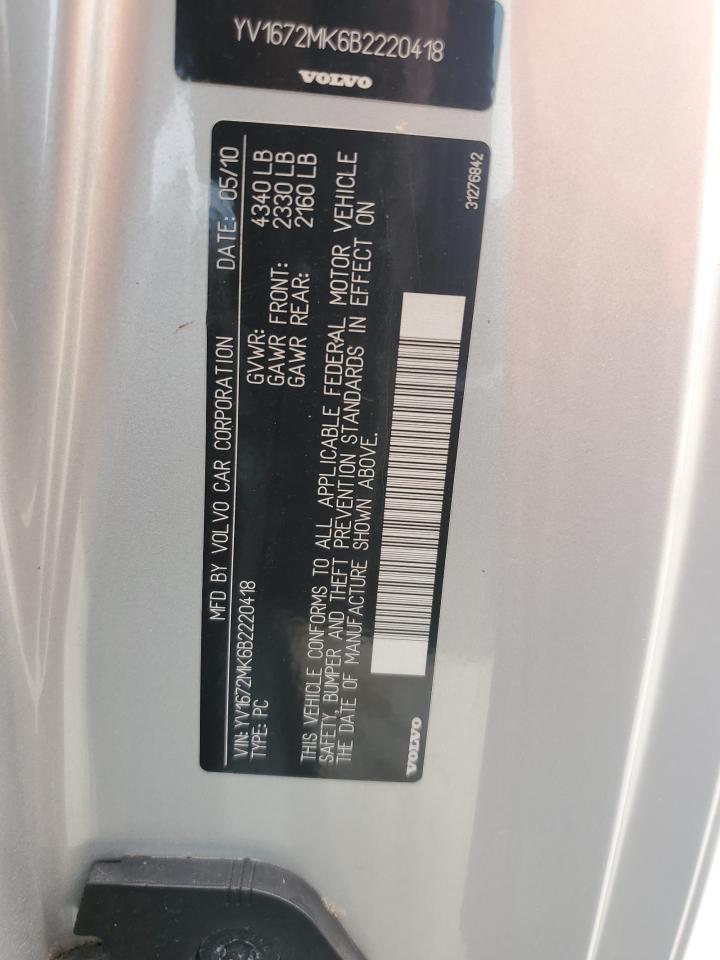 YV1672MK6B2220418
VOLVO
MFD BY VOLVO CAR CORPORATION DATE: 05/10
VIN: YV1672MK6B2220418 GVWR: 4340 LB
TYPE: PC GAWR FRONT: 2330 LB
GAWR REAR: 2160 LB
THIS VEHICLE CONFORMS TO ALL APPLICABLE FEDERAL MOTOR VEHICLE
SAFETY, BUMPER AND THEFT PREVENTION STANDARDS IN EFFECT ON
THE DATE OF MANUFACTURE SHOWN ABOVE.
VOLVO
31276842